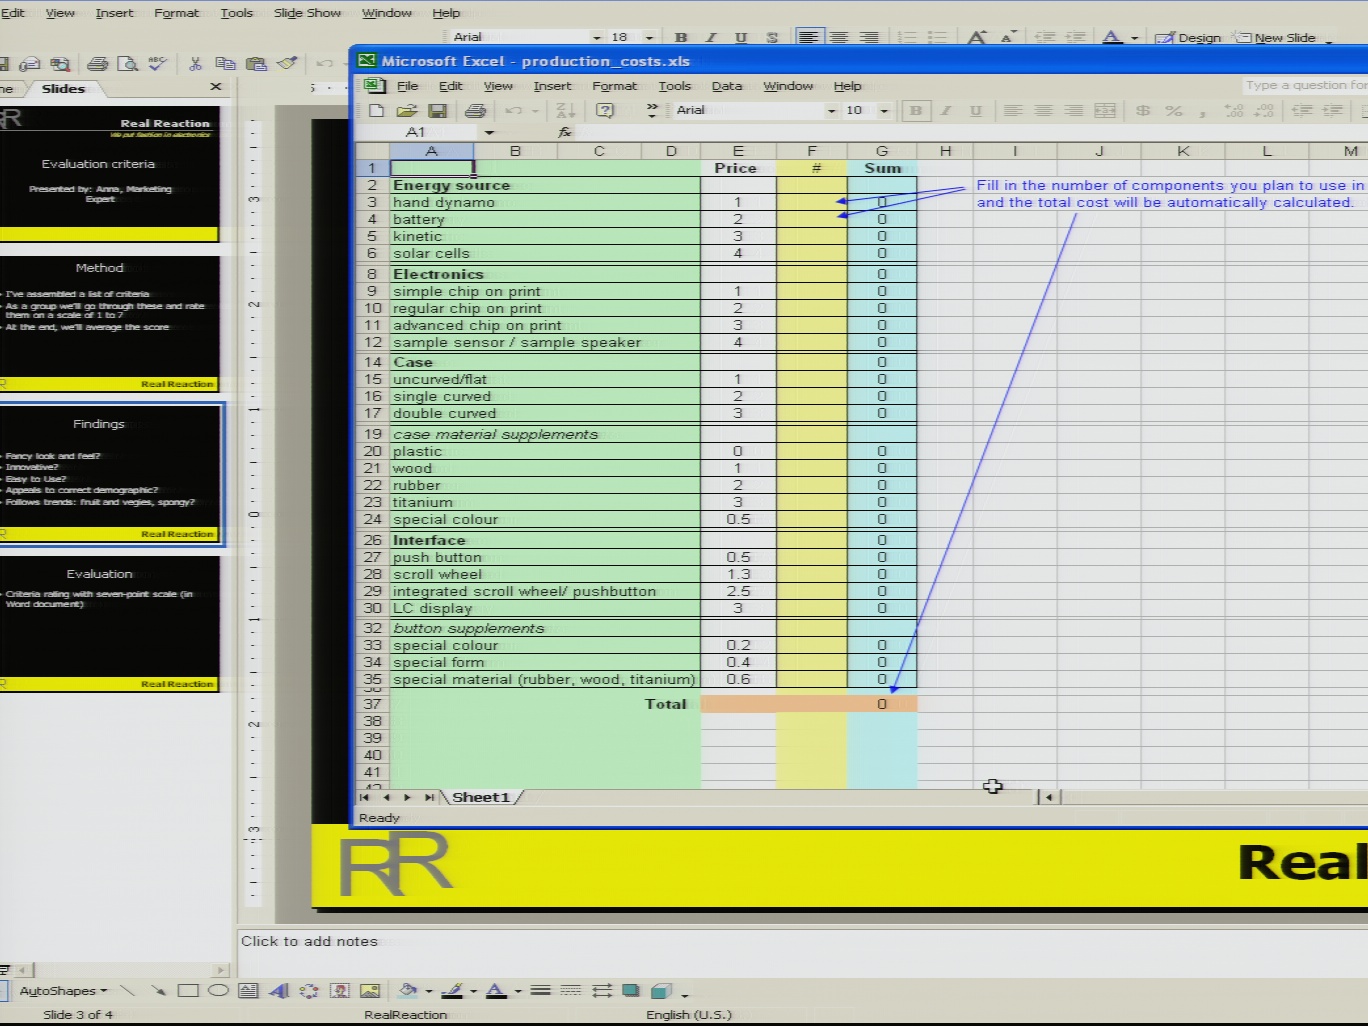 Edit View Insert Format Tools Slide Show Window Help
Arial 18 B I U S Design New Slide
Slides
Real Reaction
We put fashion in electronics
Evaluation criteria
Presented by: Anna, Marketing
Expert
Method
I've assembled a list of criteria
As a group we'll go through these and rate
them on a scale of 1 to 7
At the end, we'll average the score
Real Reaction
Findings
Fancy look and feel?
Innovative?
Easy to Use?
Appeals to correct demographic?
Follows trends: fruit and vegies, spongy?
Real Reaction
Evaluation
Criteria rating with seven-point scale (in
Word document)
Real Reaction
Microsoft Excel - production_costs.xls
File Edit View Insert Format Tools Data Window Help
Type a question for
Arial 10 B I U $ % ,
A1 fx
A B C D E F G H I J K L M
1 Price # Sum
2 Energy source
3 hand dynamo 1 0
4 battery 2 0
5 kinetic 3 0
6 solar cells 4 0
8 Electronics 0
9 simple chip on print 1 0
10 regular chip on print 2 0
11 advanced chip on print 3 0
12 sample sensor / sample speaker 4 0
14 Case 0
15 uncurved/flat 1 0
16 single curved 2 0
17 double curved 3 0
19 case material supplements
20 plastic 0 0
21 wood 1 0
22 rubber 2 0
23 titanium 3 0
24 special colour 0.5 0
26 Interface 0
27 push button 0.5 0
28 scroll wheel 1.3 0
29 integrated scroll wheel/ pushbutton 2.5 0
30 LC display 3 0
32 button supplements
33 special colour 0.2 0
34 special form 0.4 0
35 special material (rubber, wood, titanium) 0.6 0
37 Total 0
38
39
40
41
Fill in the number of components you plan to use in
and the total cost will be automatically calculated.
Sheet1
Ready
RR
Real
Click to add notes
AutoShapes
Slide 3 of 4 RealReaction English (U.S.)